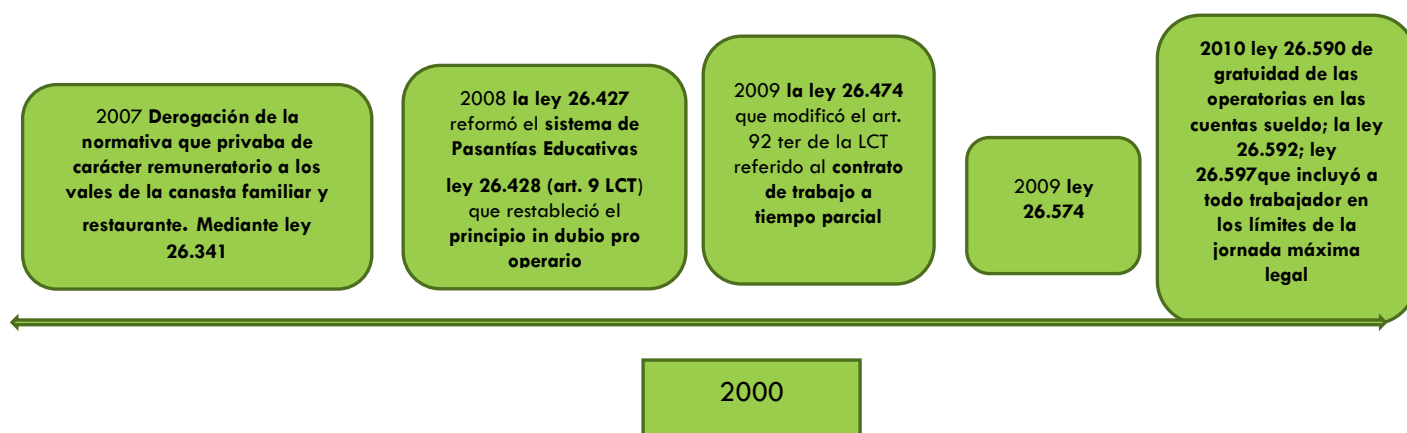 2007 Derogación de la
normativa que privaba de
carácter remuneratorio a los
vales de la canasta familiar y
restaurante. Mediante ley
26.341
2008 la ley 26.427
reformó el sistema de
Pasantías Educativas
ley 26.428 (art. 9 LCT)
que restableció el
principio in dubio pro
operario
2009 la ley 26.474
que modificó el art.
92 ter de la LCT
referido al contrato
de trabajo a
tiempo parcial
2009 ley
26.574
2010 ley 26.590 de
gratuidad de las
operatorias en las
cuentas sueldo; la ley
26.592; ley
26.597que incluyó a
todo trabajador en
los límites de la
jornada máxima
legal
2000